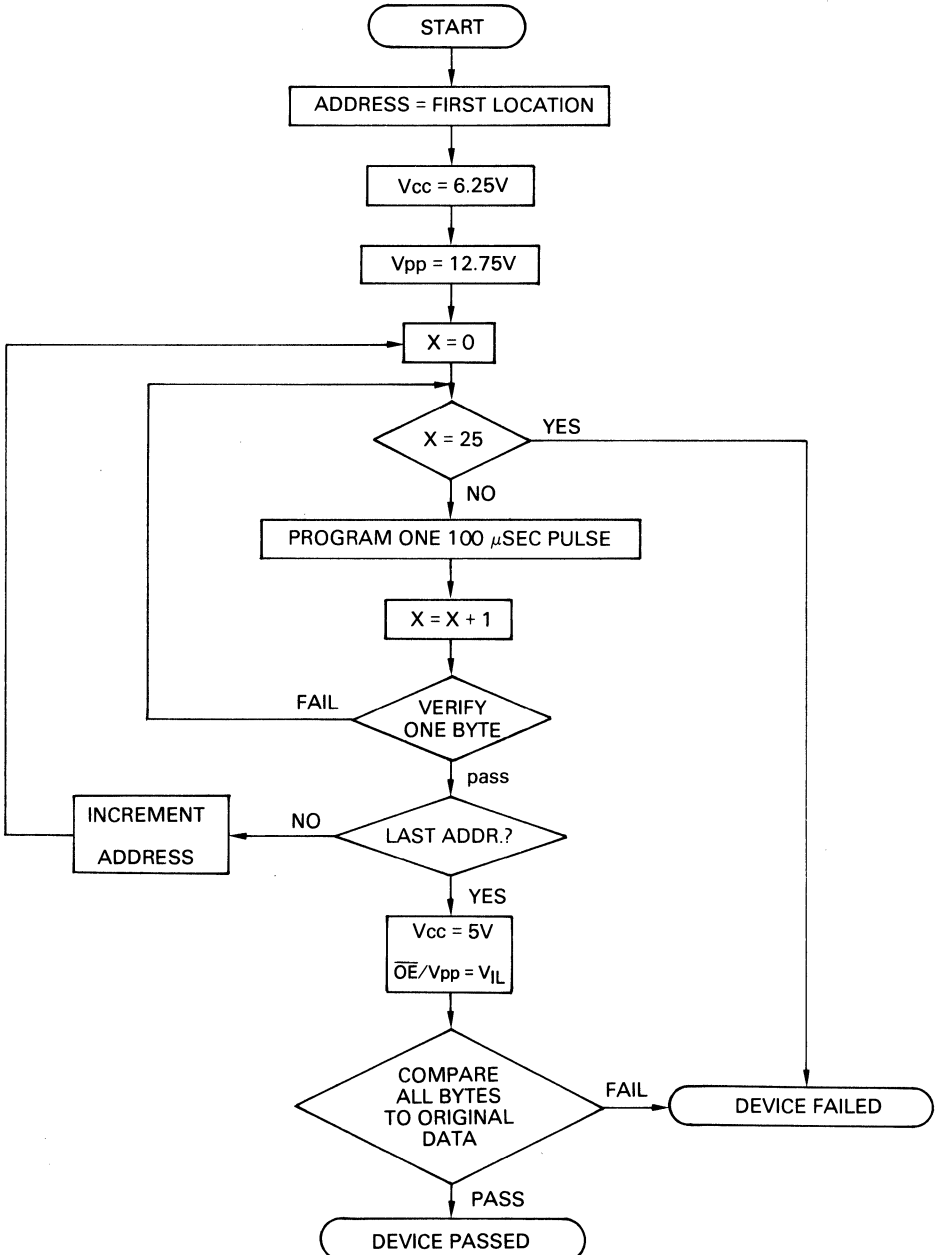 START
ADDRESS = FIRST LOCATION
Vcc = 6.25V
Vpp = 12.75V
X = 0
X = 25
YES
NO
PROGRAM ONE 100 μSEC PULSE
X = X + 1
FAIL
VERIFY
ONE BYTE
pass
INCREMENT
ADDRESS
NO
LAST ADDR.?
YES
Vcc = 5V
O̅E̅/Vpp = VIL
COMPARE
ALL BYTES
TO ORIGINAL
DATA
FAIL
DEVICE FAILED
PASS
DEVICE PASSED